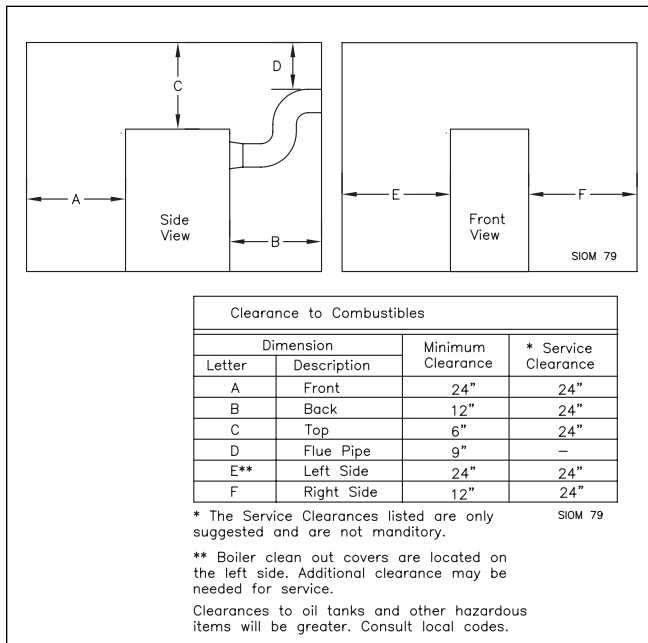 D
C
A
Side
View
B
E
Front
View
F
SIOM 79
Clearance to Combustibles
Dimension
Minimum Clearance
* Service Clearance
Letter Description
A Front 24" 24"
B Back 12" 24"
C Top 6" 24"
D Flue Pipe 9" –
E** Left Side 24" 24"
F Right Side 12" 24"
* The Service Clearances listed are only
suggested and are not manditory.
SIOM 79
** Boiler clean out covers are located on
the left side. Additional clearance may be
needed for service.
Clearances to oil tanks and other hazardous
items will be greater. Consult local codes.